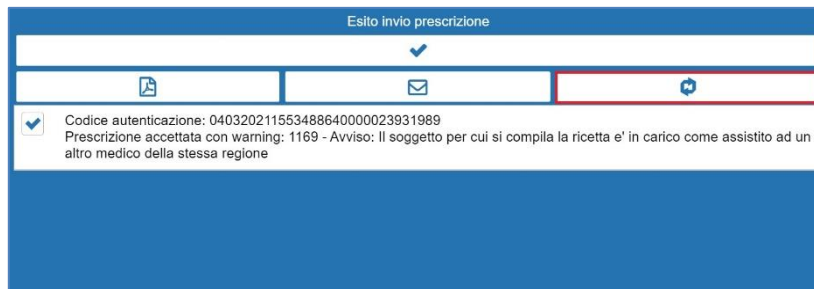 Esito invio prescrizione
Codice autenticazione: 040320211553488640000023931989
Prescrizione accettata con warning: 1169 - Avviso: Il soggetto per cui si compila la ricetta e' in carico come assistito ad un
altro medico della stessa regione